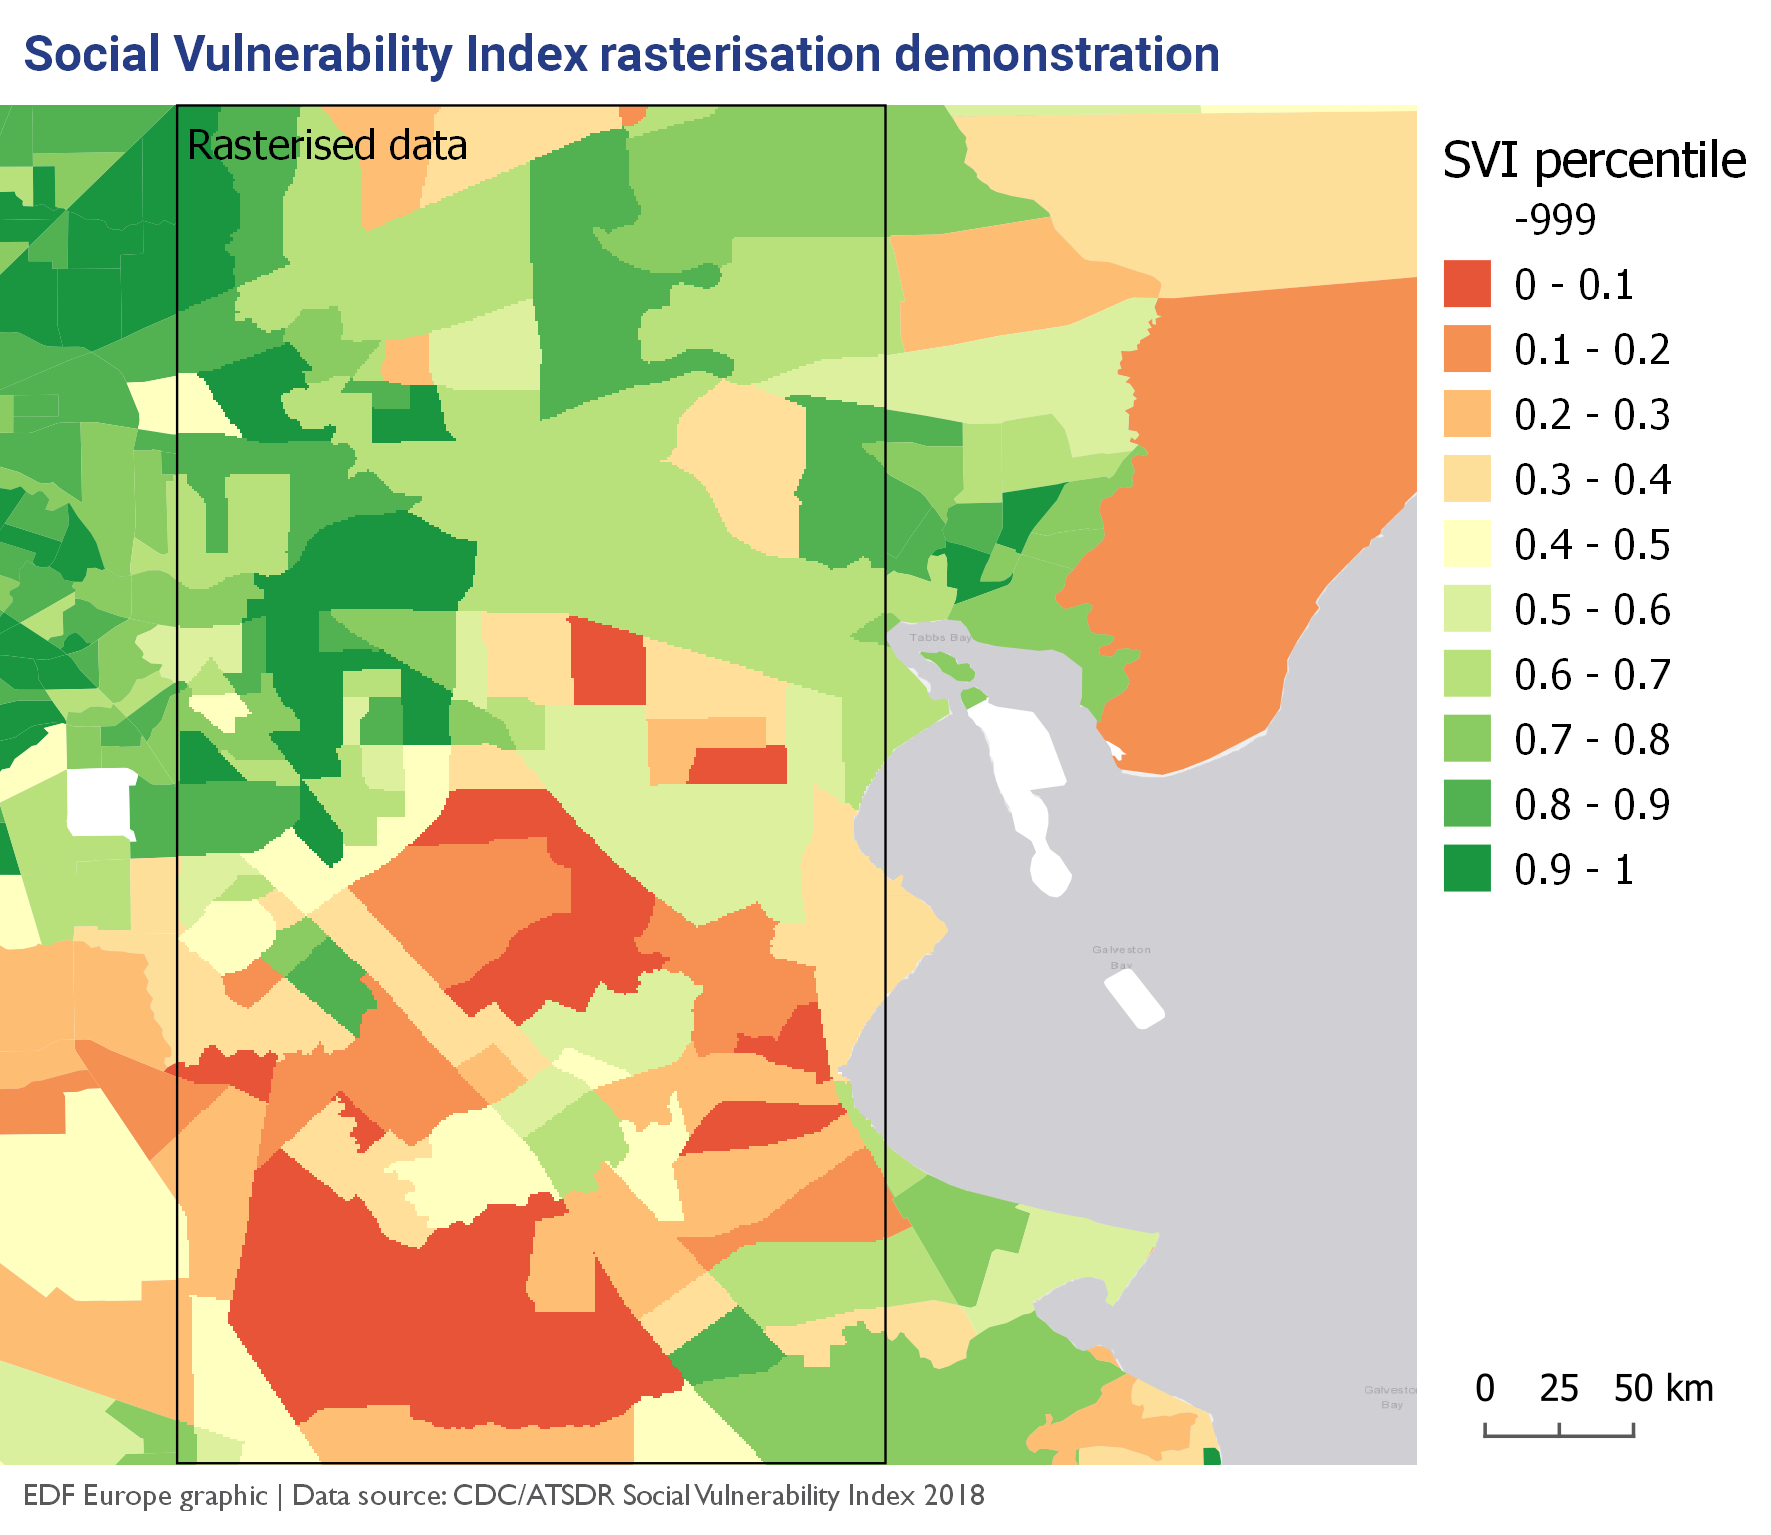 Social Vulnerability Index rasterisation demonstration
Rasterised data
SVI percentile
-999
0 - 0.1
0.1 - 0.2
0.2 - 0.3
0.3 - 0.4
0.4 - 0.5
0.5 - 0.6
0.6 - 0.7
0.7 - 0.8
0.8 - 0.9
0.9 - 1
Tabbs Bay
Galveston
Bay
Galvesto
Bay
0 25 50 km
EDF Europe graphic | Data source: CDC/ATSDR Social Vulnerability Index 2018